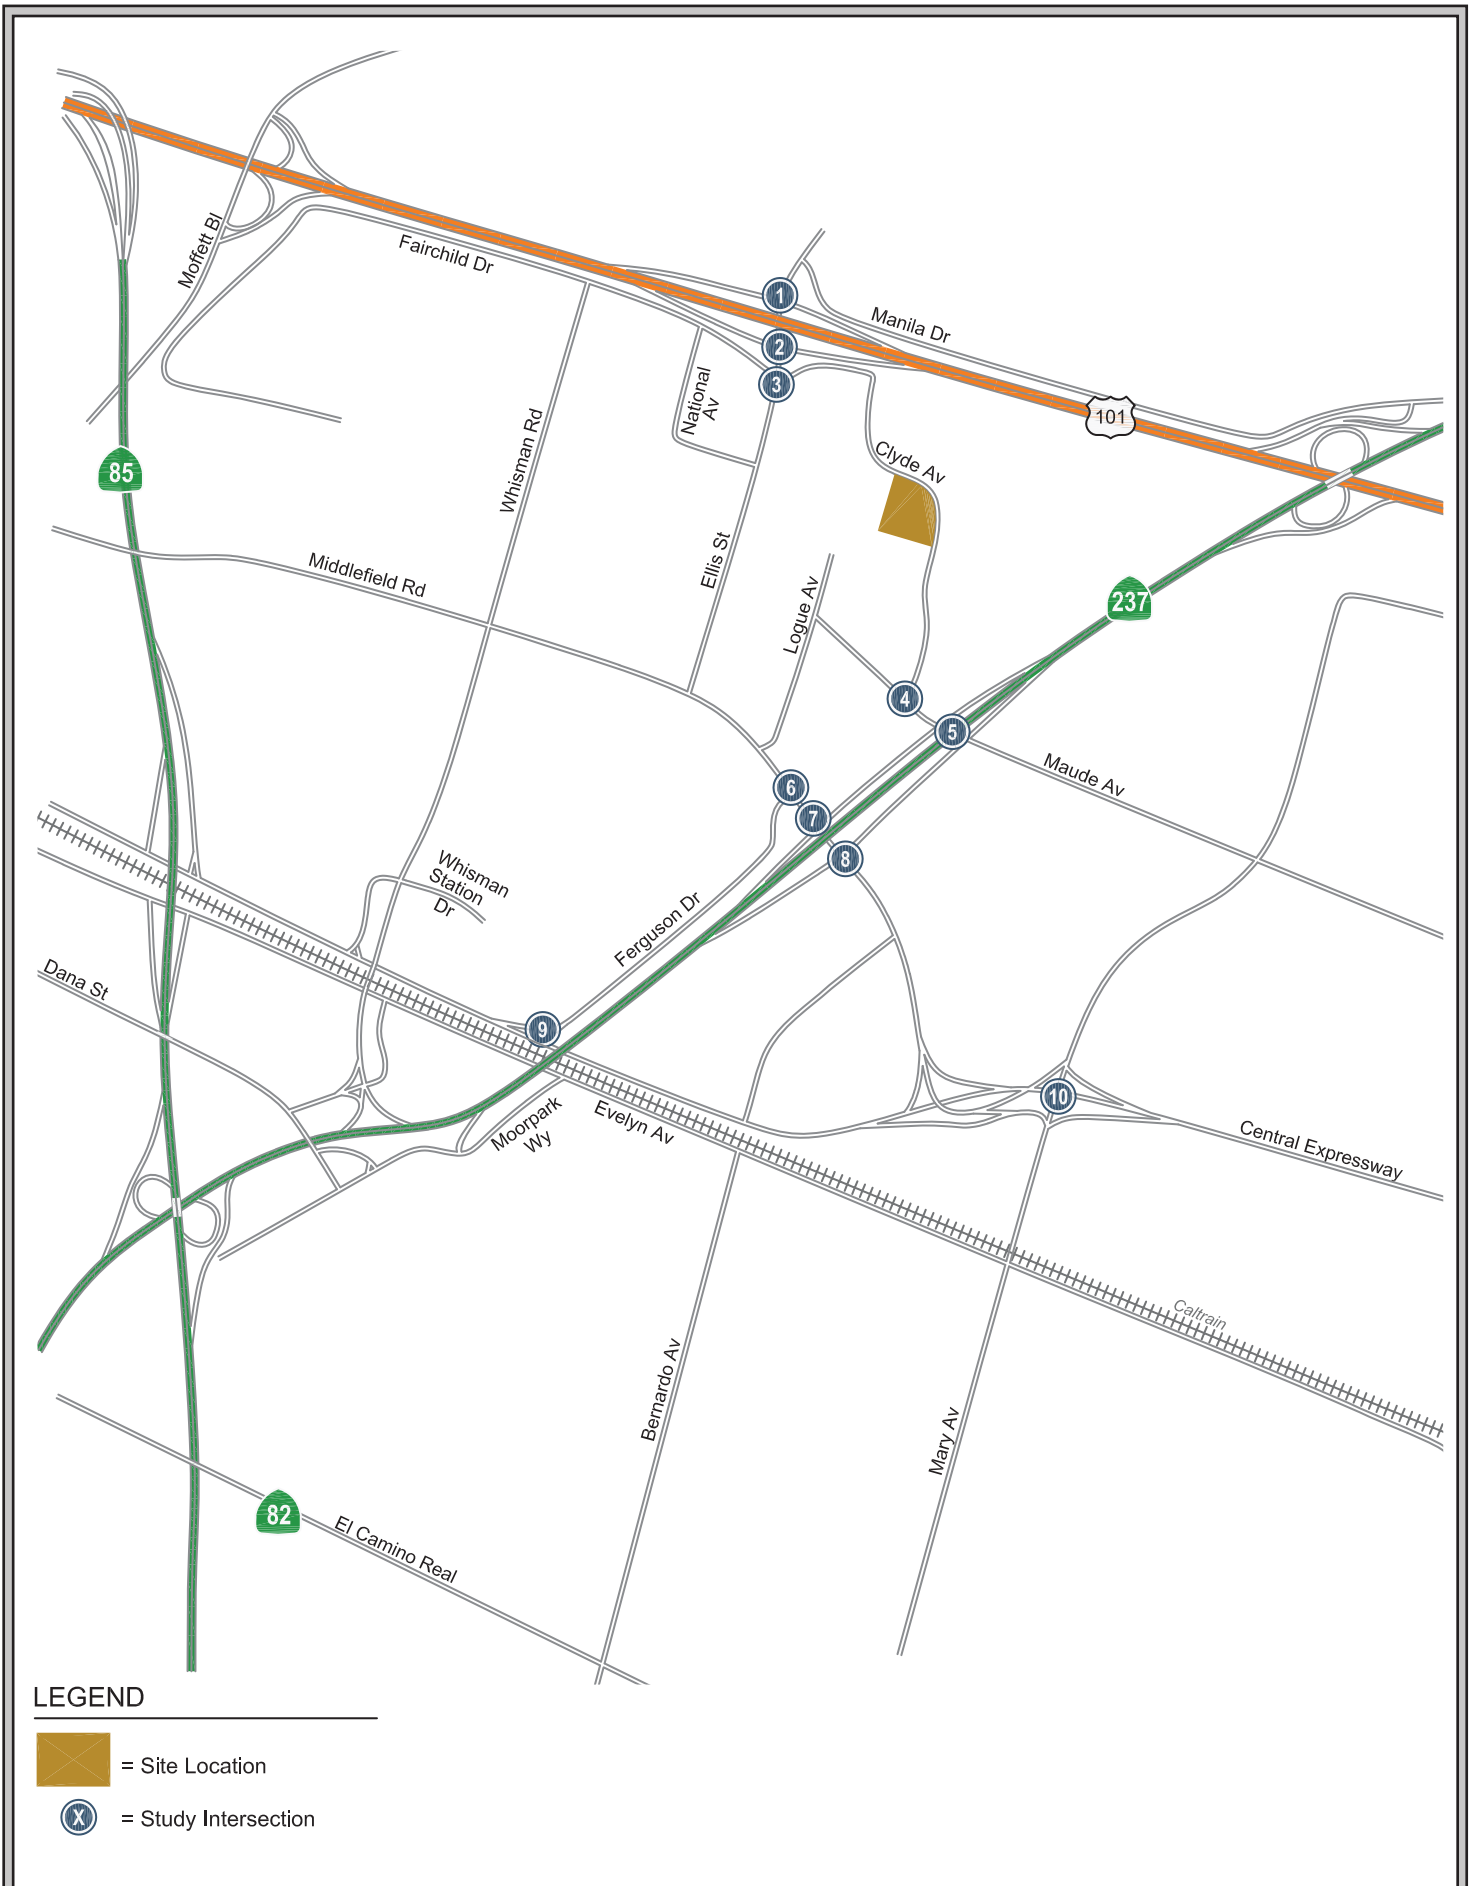 Moffett Bl
Fairchild Dr
1
Manila Dr
2
3
National
Av
101
Whisman Rd
Clyde Av
85
Ellis St
Middlefield Rd
Logue Av
237
4
5
Maude Av
6
7
8
Whisman
Station
Dr
Ferguson Dr
Dana St
9
10
Moorpark
Wy
Evelyn Av
Central Expressway
Caltrain
Bernardo Av
Mary Av
82
El Camino Real
LEGEND
= Site Location
X = Study Intersection